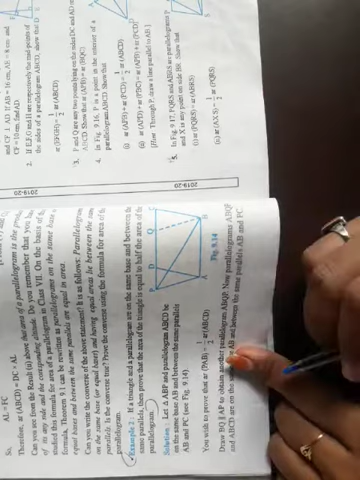 So, AL = FC
Therefore, ar (ABCD) = DC × AL
Can you see from the Result (ii) above that area of a parallelogram is the
of its any side and the corresponding altitude. Do you remember that you
studied this formula for area of a parallelogram in Class VII. On the basis of
formula, Theorem 9.1 can be rewritten as Parallelograms on the same base
equal bases and between the same parallels are equal in area.
Can you write the converse of the above statement? It is as follows: Parallelograms
on the same base (or equal bases) and having equal areas lie between the same
parallels. Is the converse true? Prove the converse using the formula for area of the
parallelogram.
Example 2 : If a triangle and a parallelogram are on the same base and between the
same parallels, then prove that the area of the triangle is equal to half the area of the
parallelogram.
Solution : Let Δ ABP and parallelogram ABCD be
on the same base AB and between the same parallels
AB and PC (see Fig. 9.14).
You wish to prove that ar (PAB) = 1/2 ar (ABCD)
Draw BQ || AP to obtain another parallelogram ABQP. Now parallelograms ABQP
and ABCD are on the AB and between the same parallels AB and PC.
P D Q C
A B
Fig. 9.14
2019-20
and CF ⊥ AD. If AB = 16 cm, AE = 8 cm and
CF = 10 cm, find AD.
2. If E,F,G and H are respectively the mid-points of
the sides of a parallelogram ABCD, show that
ar (EFGH) = 1/2 ar (ABCD)
3. P and Q are any two points lying on the sides DC and AD
ABCD. Show that ar (APB) = ar (BQC)
4. In Fig. 9.16, P is a point in the interior of a
parallelogram ABCD. Show that
(i) ar (APB) + ar (PCD) = 1/2 ar (ABCD)
(ii) ar (APD) + ar (PBC) = ar (APB) + ar (PCD)
[Hint : Through P, draw a line parallel to AB.]
5. In Fig. 9.17, PQRS and ABRS are parallelograms
and X is any point on side BR. Show that
(i) ar (PQRS) = ar (ABRS)
(ii) ar (AX S) = 1/2 ar (PQRS)
2019-20